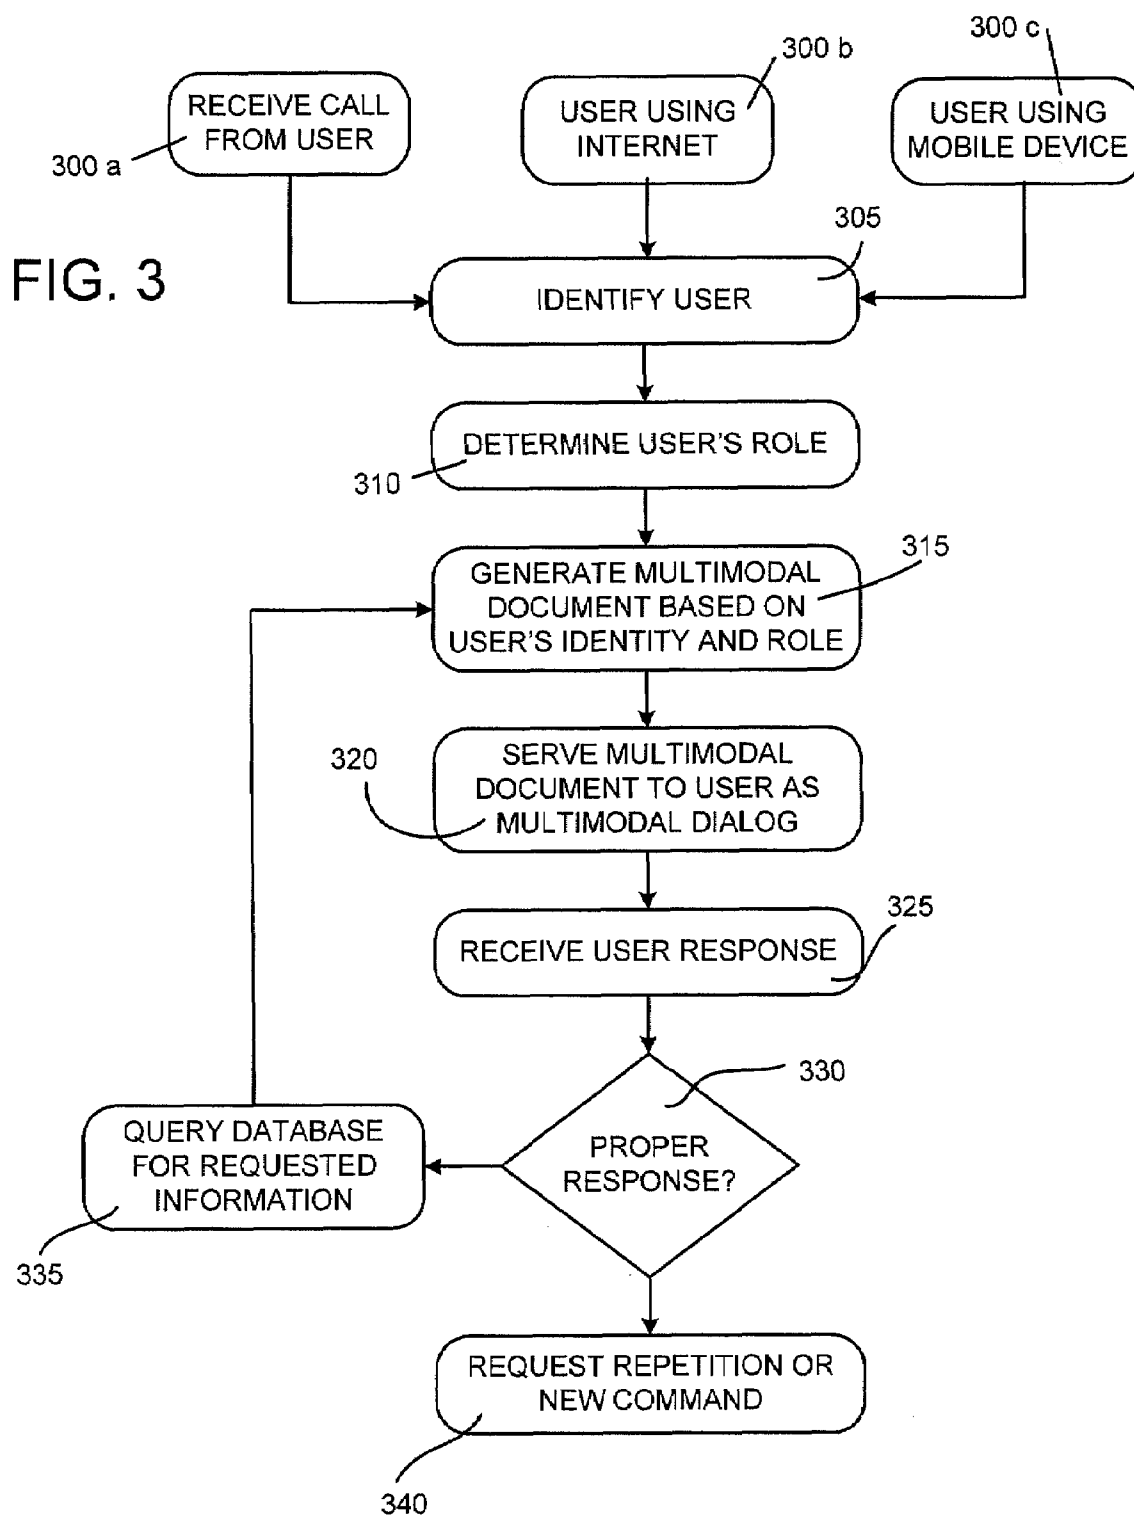 300 c
300 b
RECEIVE CALL
FROM USER
300 a
USER USING
INTERNET
USER USING
MOBILE DEVICE
305
FIG. 3
IDENTIFY USER
DETERMINE USER'S ROLE
310
315
GENERATE MULTIMODAL
DOCUMENT BASED ON
USER'S IDENTITY AND ROLE
320
SERVE MULTIMODAL
DOCUMENT TO USER AS
MULTIMODAL DIALOG
325
RECEIVE USER RESPONSE
330
PROPER
RESPONSE?
QUERY DATABASE
FOR REQUESTED
INFORMATION
335
REQUEST REPETITION OR
NEW COMMAND
340